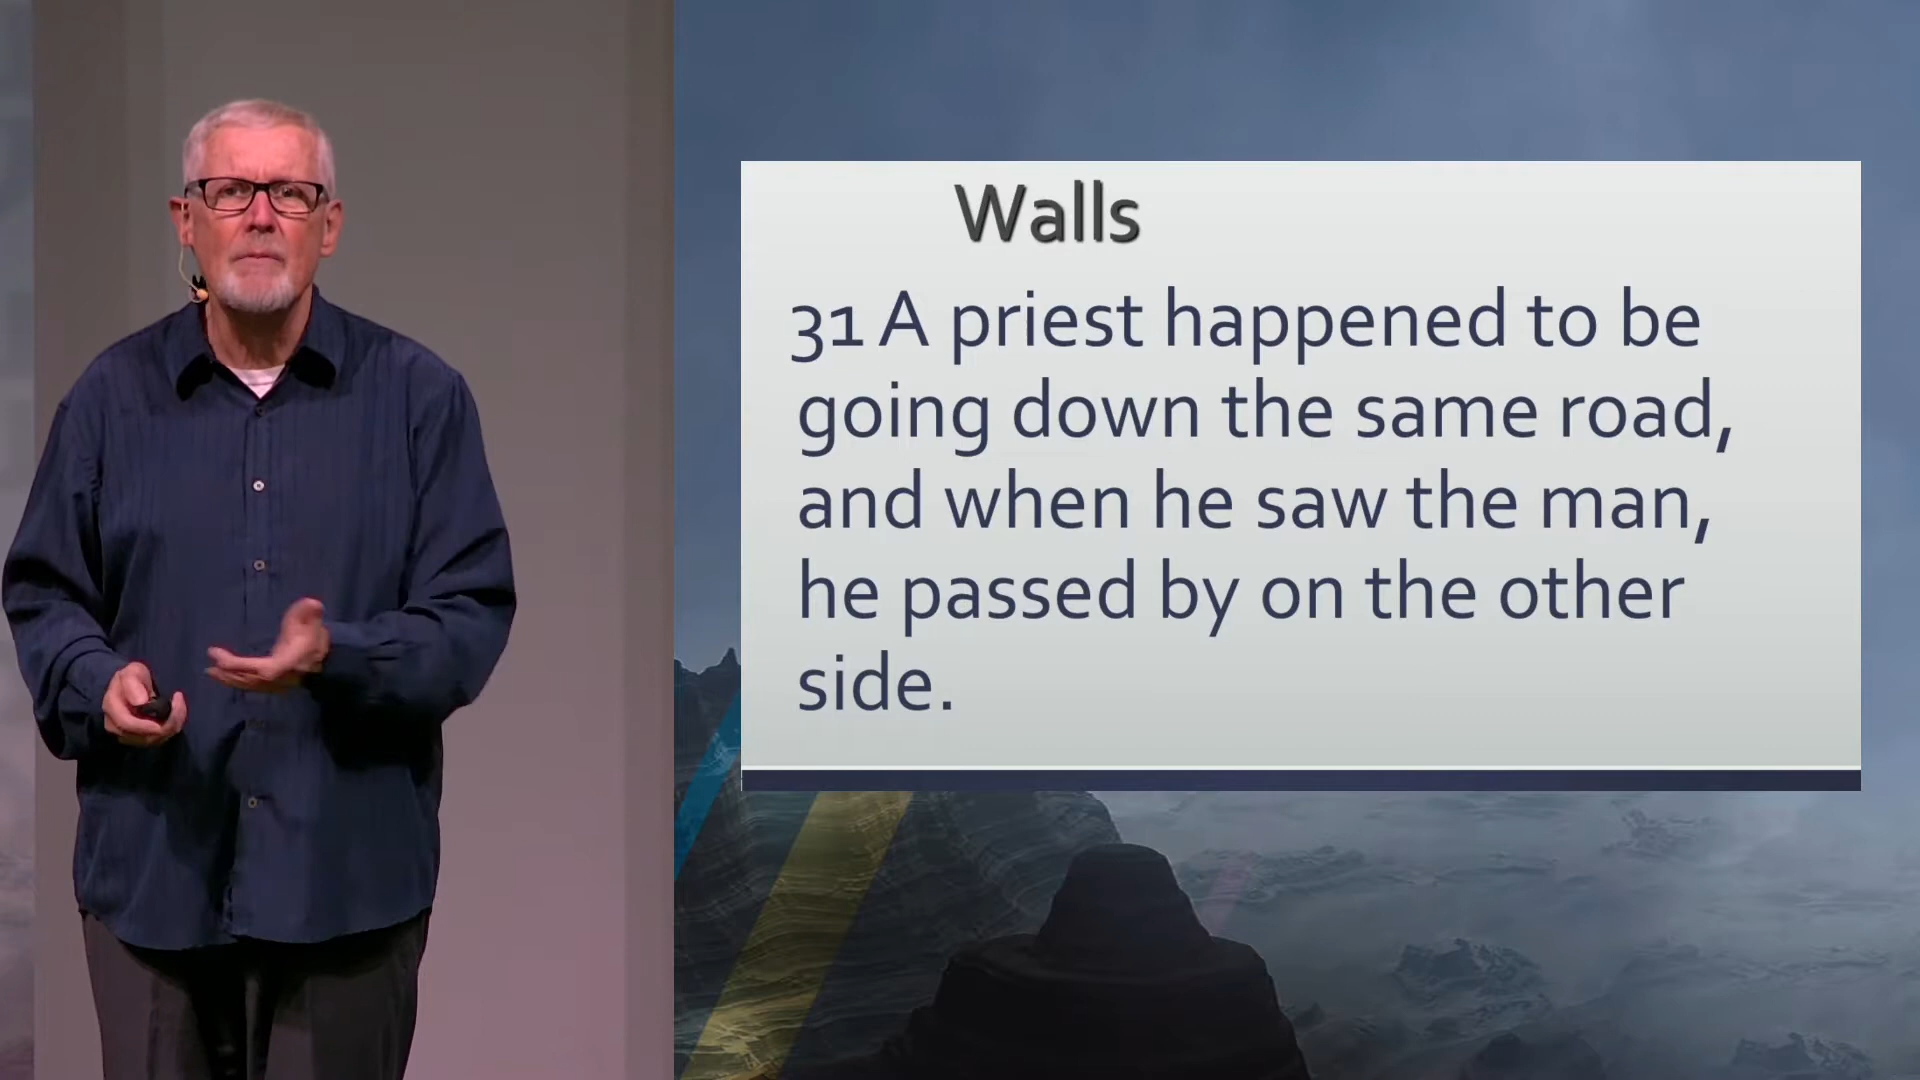 Walls
31 A priest happened to be
going down the same road,
and when he saw the man,
he passed by on the other
side.